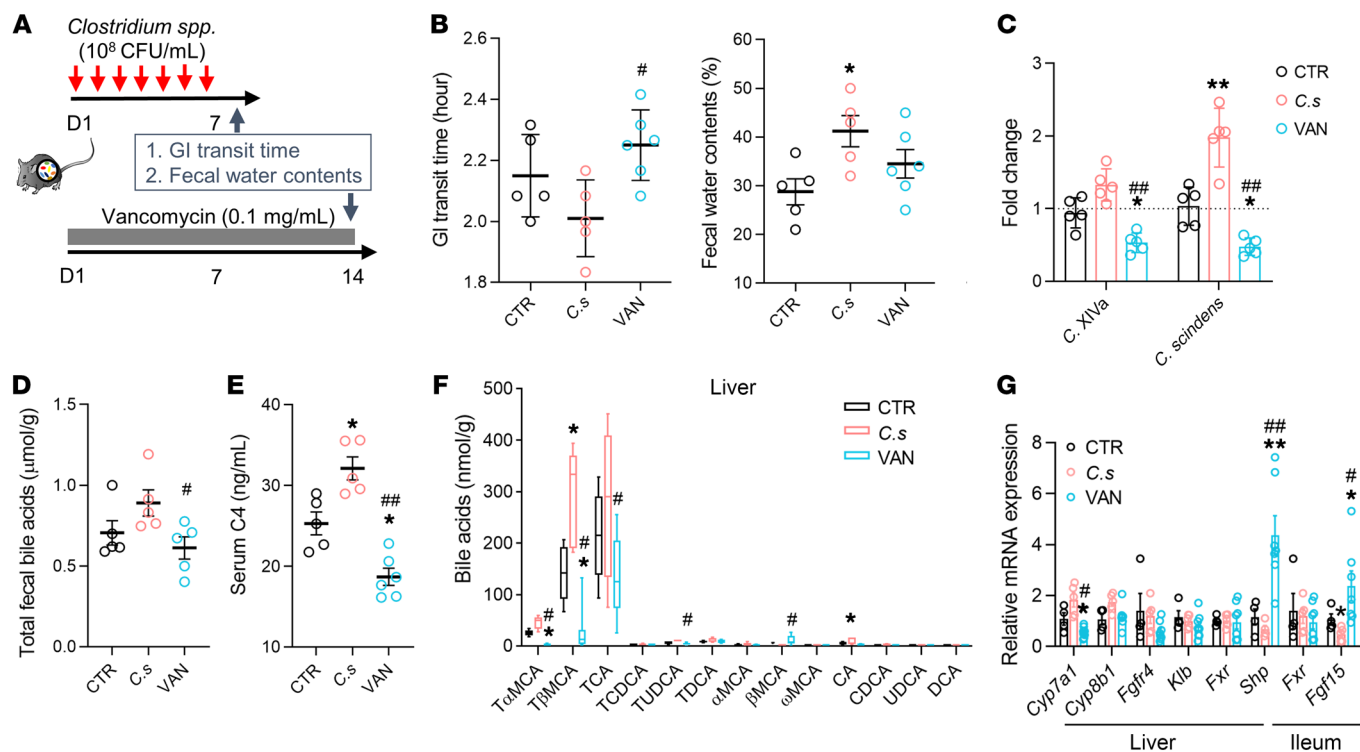 A
Clostridium spp.
(10⁸ CFU/mL)
D1
7
1. GI transit time
2. Fecal water contents
Vancomycin (0.1 mg/mL)
D1
7
14
B
GI transit time (hour)
2.6
2.4
2.2
2.0
1.8
#
CTR
C.s
VAN
Fecal water contents (%)
60
50
40
30
20
10
*
CTR
C.s
VAN
C
Fold change
3
2
1
0
**
##
*
##
*
CTR
C.s
VAN
C. XIVa
C. scindens
D
Total fecal bile acids (μmol/g)
1.5
1.0
0.5
0.0
#
CTR
C.s
VAN
E
Serum C4 (ng/mL)
40
30
20
10
*
##
*
CTR
C.s
VAN
F
Liver
Bile acids (nmol/g)
500
400
300
200
100
0
CTR
C.s
VAN
#
*
*
#
*
#
#
#
*
TαMCA
TβMCA
TCA
TCDCA
TUDCA
TDCA
αMCA
βMCA
ωMCA
CA
CDCA
UDCA
DCA
G
Relative mRNA expression
8
6
4
2
0
CTR
C.s
VAN
#
*
##
**
*
#
*
Cyp7a1
Cyp8b1
Fgfr4
Klb
Fxr
Shp
Fxr
Fgf15
Liver
Ileum